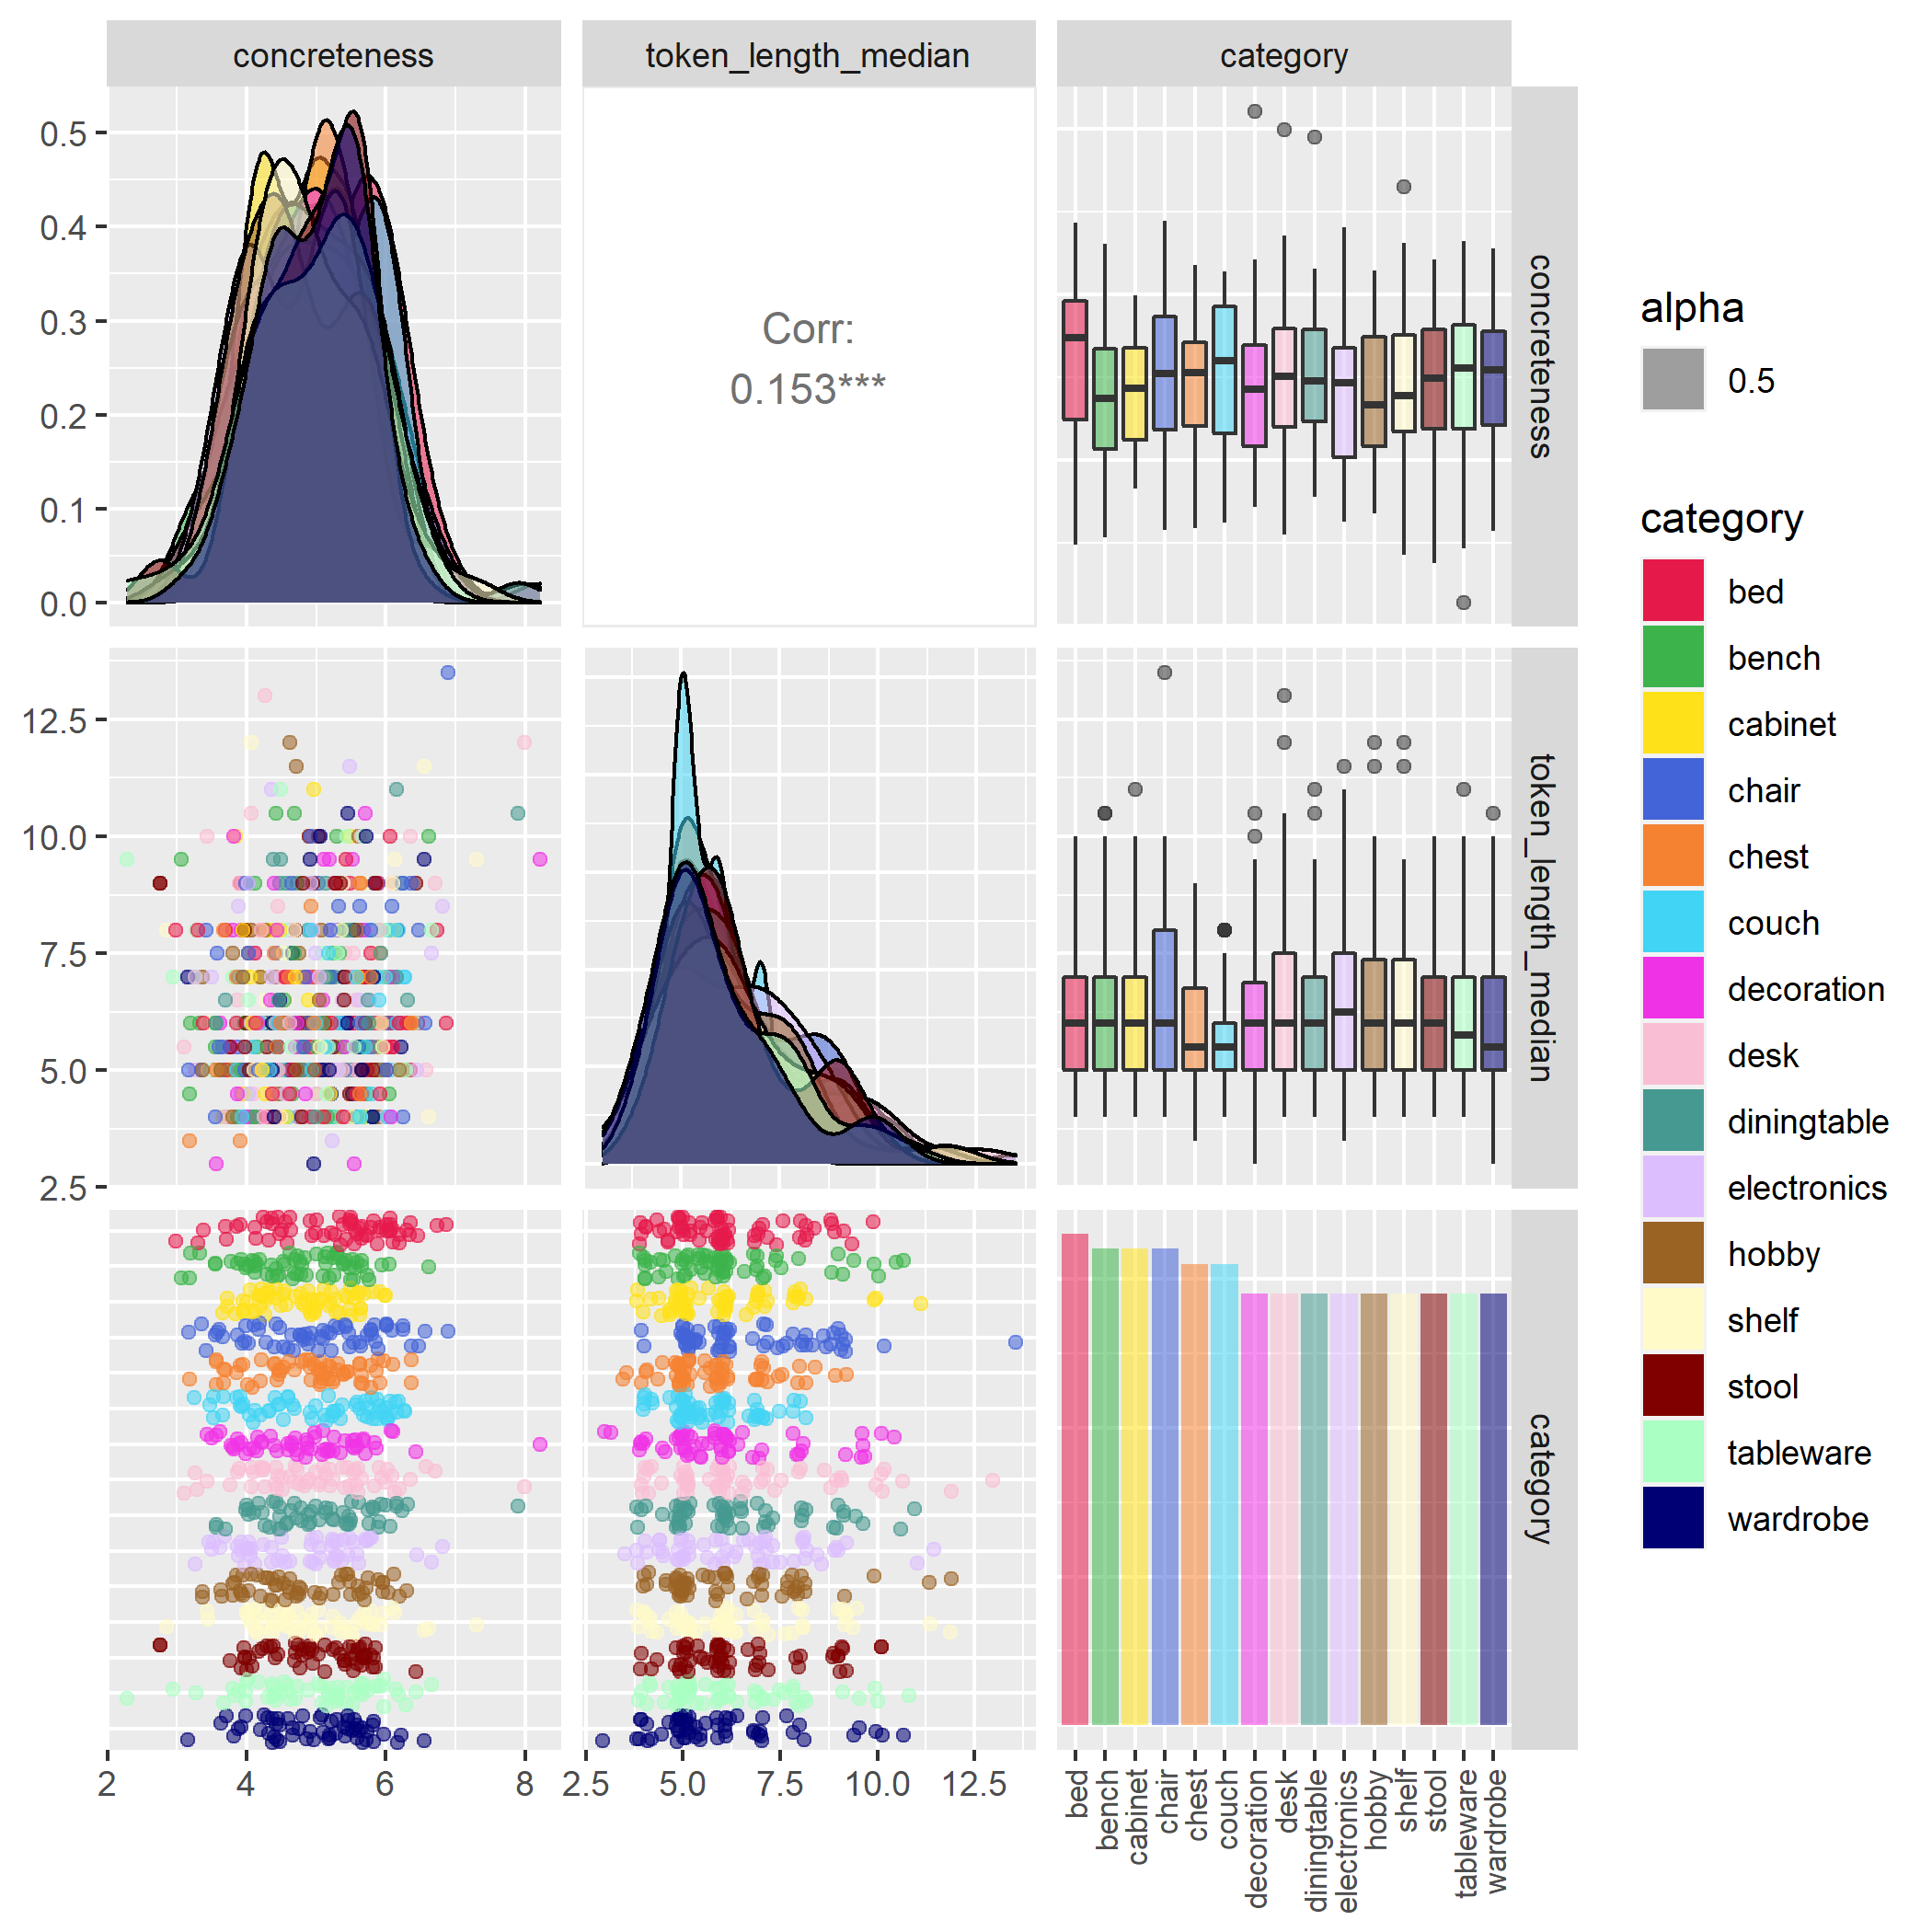 concreteness
token_length_median
category
0.5
0.4
0.3
0.2
0.1
0.0
Corr:
0.153***
concreteness
12.5
10.0
7.5
5.0
2.5
token_length_median
category
2
4
6
8
2.5
5.0
7.5
10.0
12.5
bed
bench
cabinet
chair
chest
couch
decoration
desk
diningtable
electronics
hobby
shelf
stool
tableware
wardrobe
alpha
0.5
category
bed
bench
cabinet
chair
chest
couch
decoration
desk
diningtable
electronics
hobby
shelf
stool
tableware
wardrobe